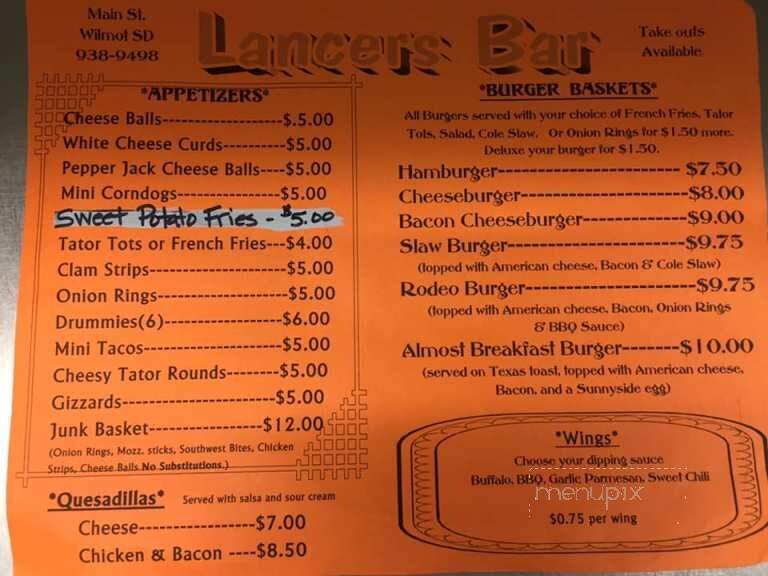 Main St.
Wilmot SD
938-9498
Lancers Bar
Take outs
Available
*APPETIZERS*
Cheese Balls-----------------$.5.00
White Cheese Curds---------$5.00
Pepper Jack Cheese Balls----$5.00
Mini Corndogs---------------$5.00
Sweet Potato Fries - $5.00
Tator Tots or French Fries---$4.00
Clam Strips--------------------$5.00
Onion Rings-------------------$5.00
Drummies(6)-----------------$6.00
Mini Tacos--------------------$5.00
Cheesy Tator Rounds--------$5.00
Gizzards----------------------$5.00
Junk Basket-----------------$12.00
(Onion Rings, Mozz. sticks, Southwest Bites, Chicken
Strips, Cheese Balls No Substitutions.)
*Quesadillas* Served with salsa and sour cream
Cheese----------------$7.00
Chicken & Bacon ----$8.50
*BURGER BASKETS*
All Burgers served with your choice of French Fries, Tator
Tots, Salad, Cole Slaw, Or Onion Rings for $1.50 more.
Deluxe your burger for $1.50.
Hamburger------------------------- $7.50
Cheeseburger----------------------$8.00
Bacon Cheeseburger--------------$9.00
Slaw Burger------------------------$9.75
(topped with American cheese, Bacon & Cole Slaw)
Rodeo Burger-----------------------$9.75
(topped with American cheese, Bacon, Onion Rings
& BBQ Sauce)
Almost Breakfast Burger-------$10.00
(served on Texas toast, topped with American cheese,
Bacon, and a Sunnyside egg)
*Wings*
Choose your dipping sauce
Buffalo, BBQ, Garlic Parmesan, Sweet Chili
menupix
$0.75 per wing